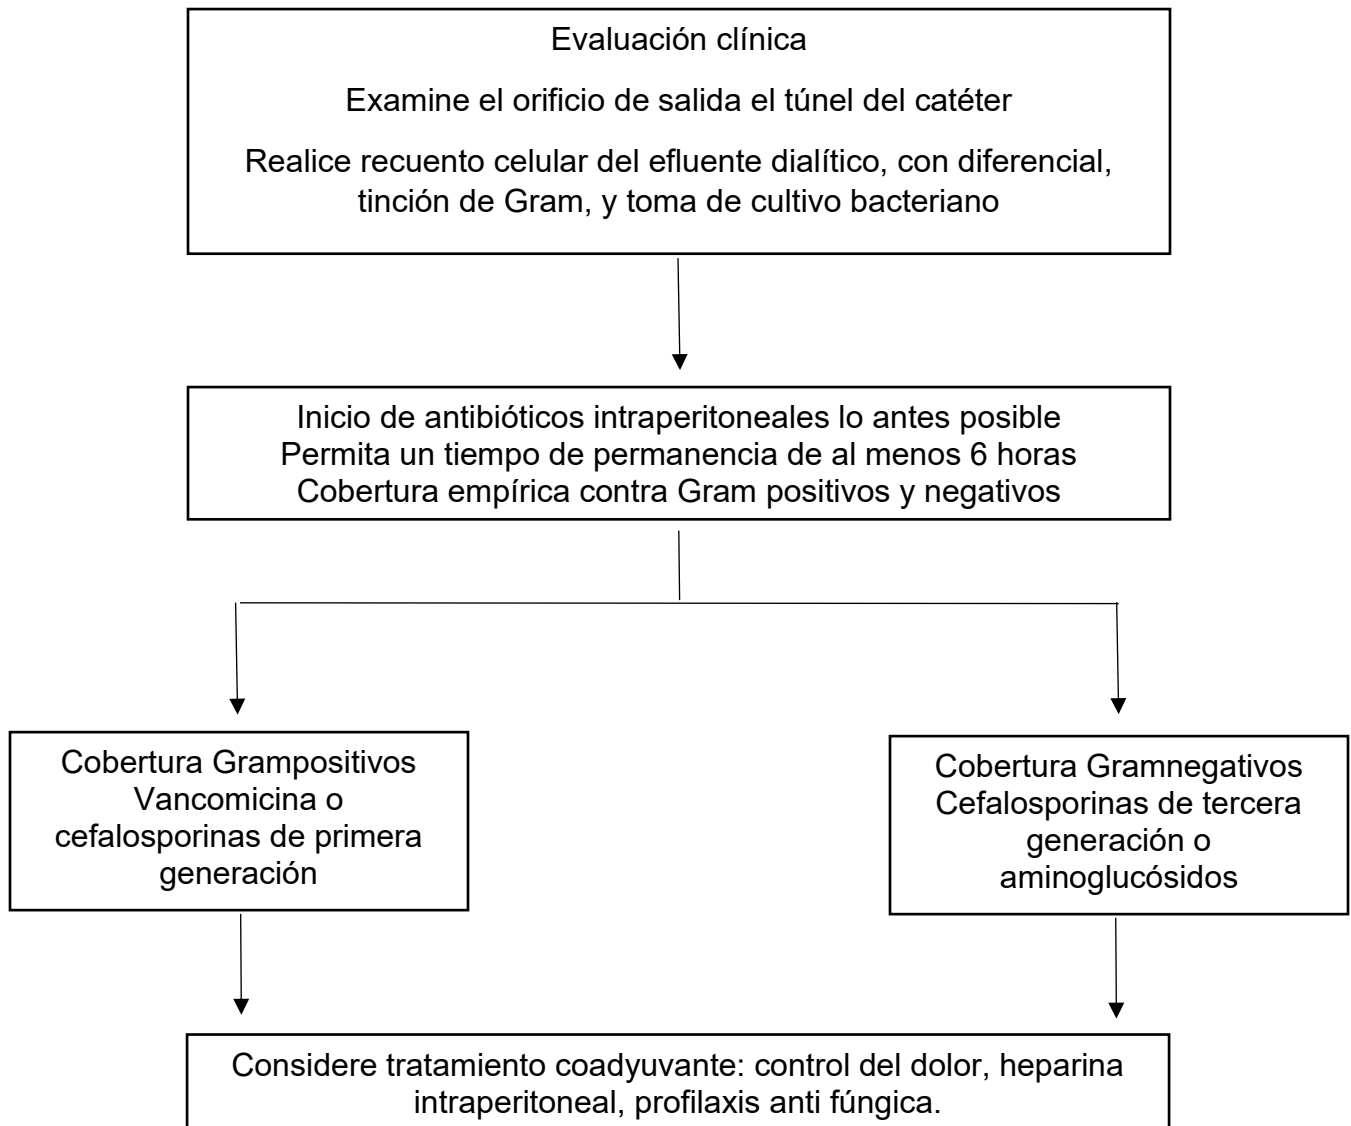 Evaluación clínica
Examine el orificio de salida el túnel del catéter
Realice recuento celular del efluente dialítico, con diferencial,
tinción de Gram, y toma de cultivo bacteriano
Inicio de antibióticos intraperitoneales lo antes posible
Permita un tiempo de permanencia de al menos 6 horas
Cobertura empírica contra Gram positivos y negativos
Cobertura Grampositivos
Vancomicina o
cefalosporinas de primera
generación
Cobertura Gramnegativos
Cefalosporinas de tercera
generación o
aminoglucósidos
Considere tratamiento coadyuvante: control del dolor, heparina
intraperitoneal, profilaxis anti fúngica.